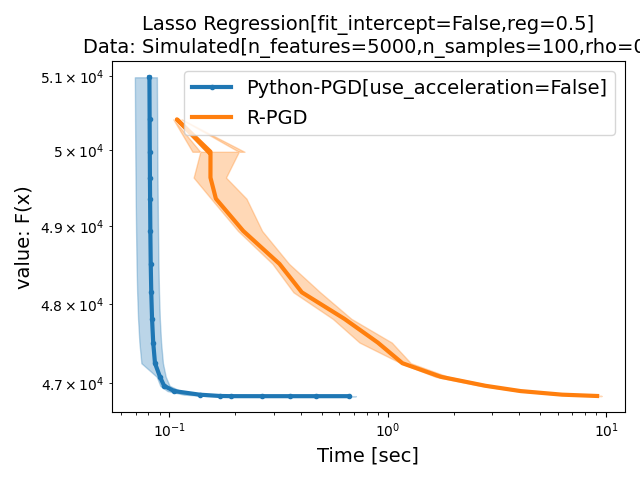 Lasso Regression[fit_intercept=False,reg=0.5]
Data: Simulated[n_features=5000,n_samples=100,rho=0
Python-PGD[use_acceleration=False]
R-PGD
value: F(x)
5.1 × 10⁴
5 × 10⁴
4.9 × 10⁴
4.8 × 10⁴
4.7 × 10⁴
10⁻¹ 10⁰ 10¹
Time [sec]